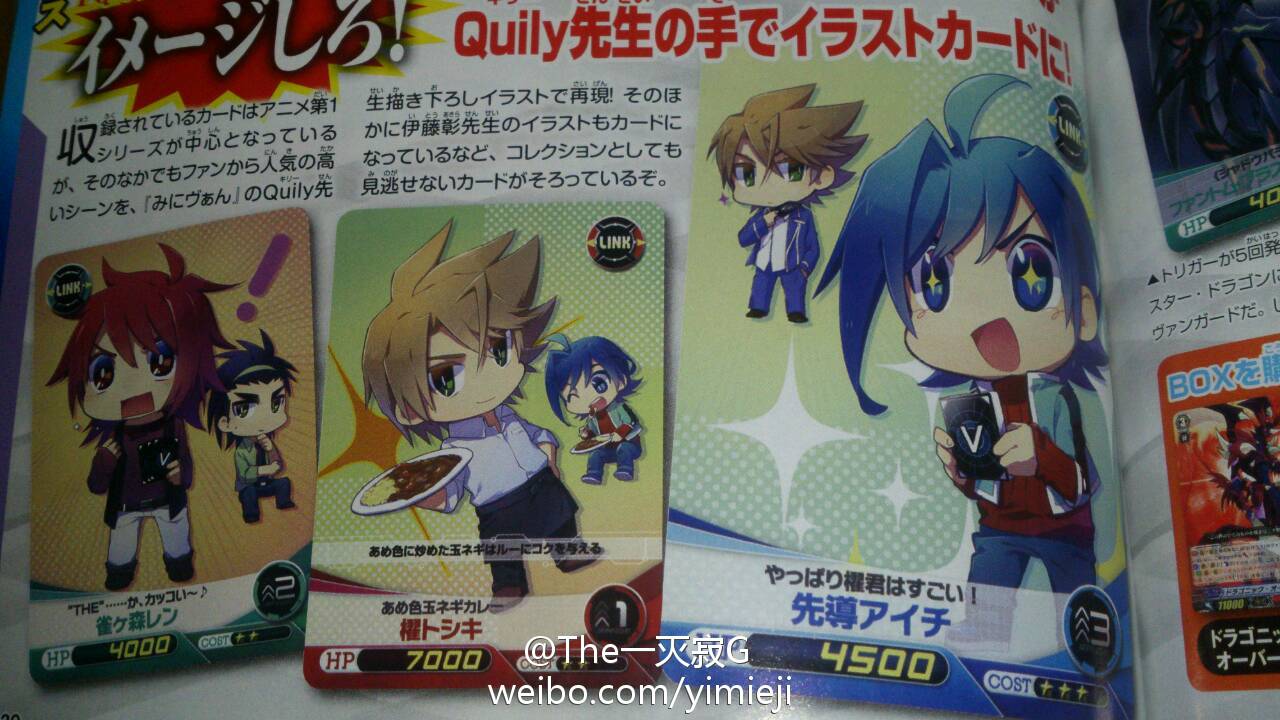 イメージしろ!
Quily先生の手でイラストカードに!
収録されているカードはアニメ第1
シリーズが中心となっている
が、そのなかでもファンから人気の高
いシーンを、『みにヴぁん』のQuily先
生描き下ろしイラストで再現! そのほ
かに伊藤彰先生のイラストもカードに
なっているなど、コレクションとしても
見逃せないカードがそろっているぞ。
LINK
"THE"……か、カッコい〜♪
雀ヶ森レン
2
HP 4000 COST ★★
LINK
あめ色に炒めた玉ネギはルーにコクを与える
あめ色玉ネギカレー
櫂トシキ
1
HP 7000 COST ★★
LINK
やっぱり櫂君はすごい!
先導アイチ
3
HP 4500 COST ★★★
HP 40
▲トリガーが5回発
スター・ドラゴンに
ヴァンガードだ。
BOXを購
11000
ドラゴニッ
オーバー
@The一灭寂G
weibo.com/yimieji